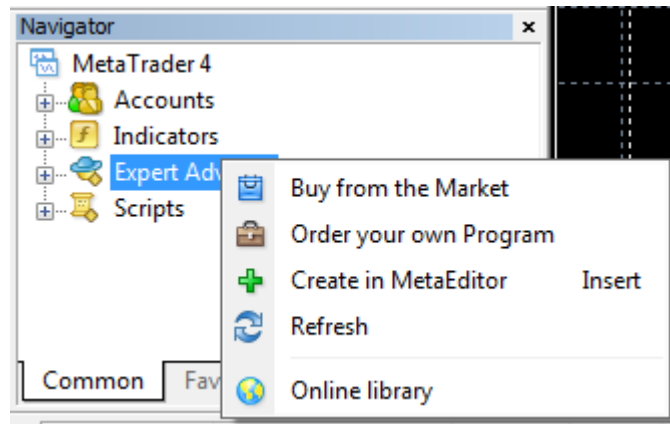 Navigator
MetaTrader 4
Accounts
Indicators
Expert Adv
Scripts
Buy from the Market
Order your own Program
Create in MetaEditor Insert
Refresh
Online library
Common Fav